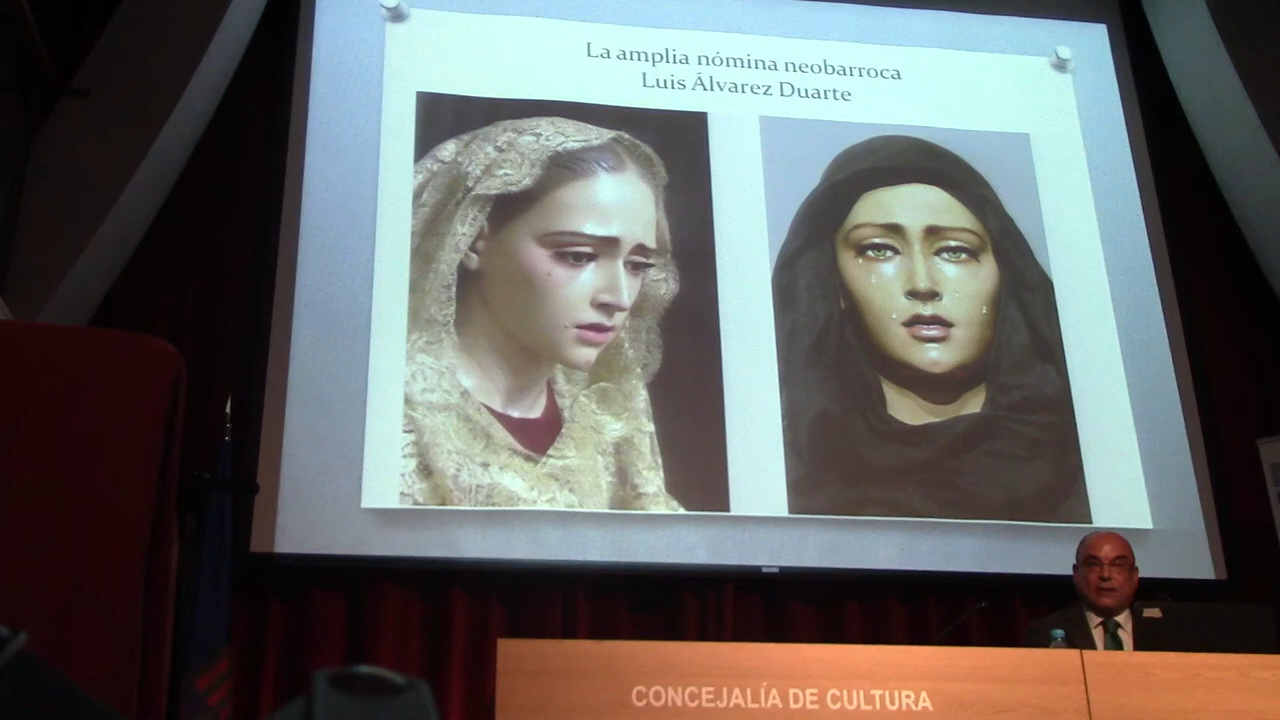 La amplia nómina neobarroca
Luis Álvarez Duarte
CONCEJALÍA DE CULTURA